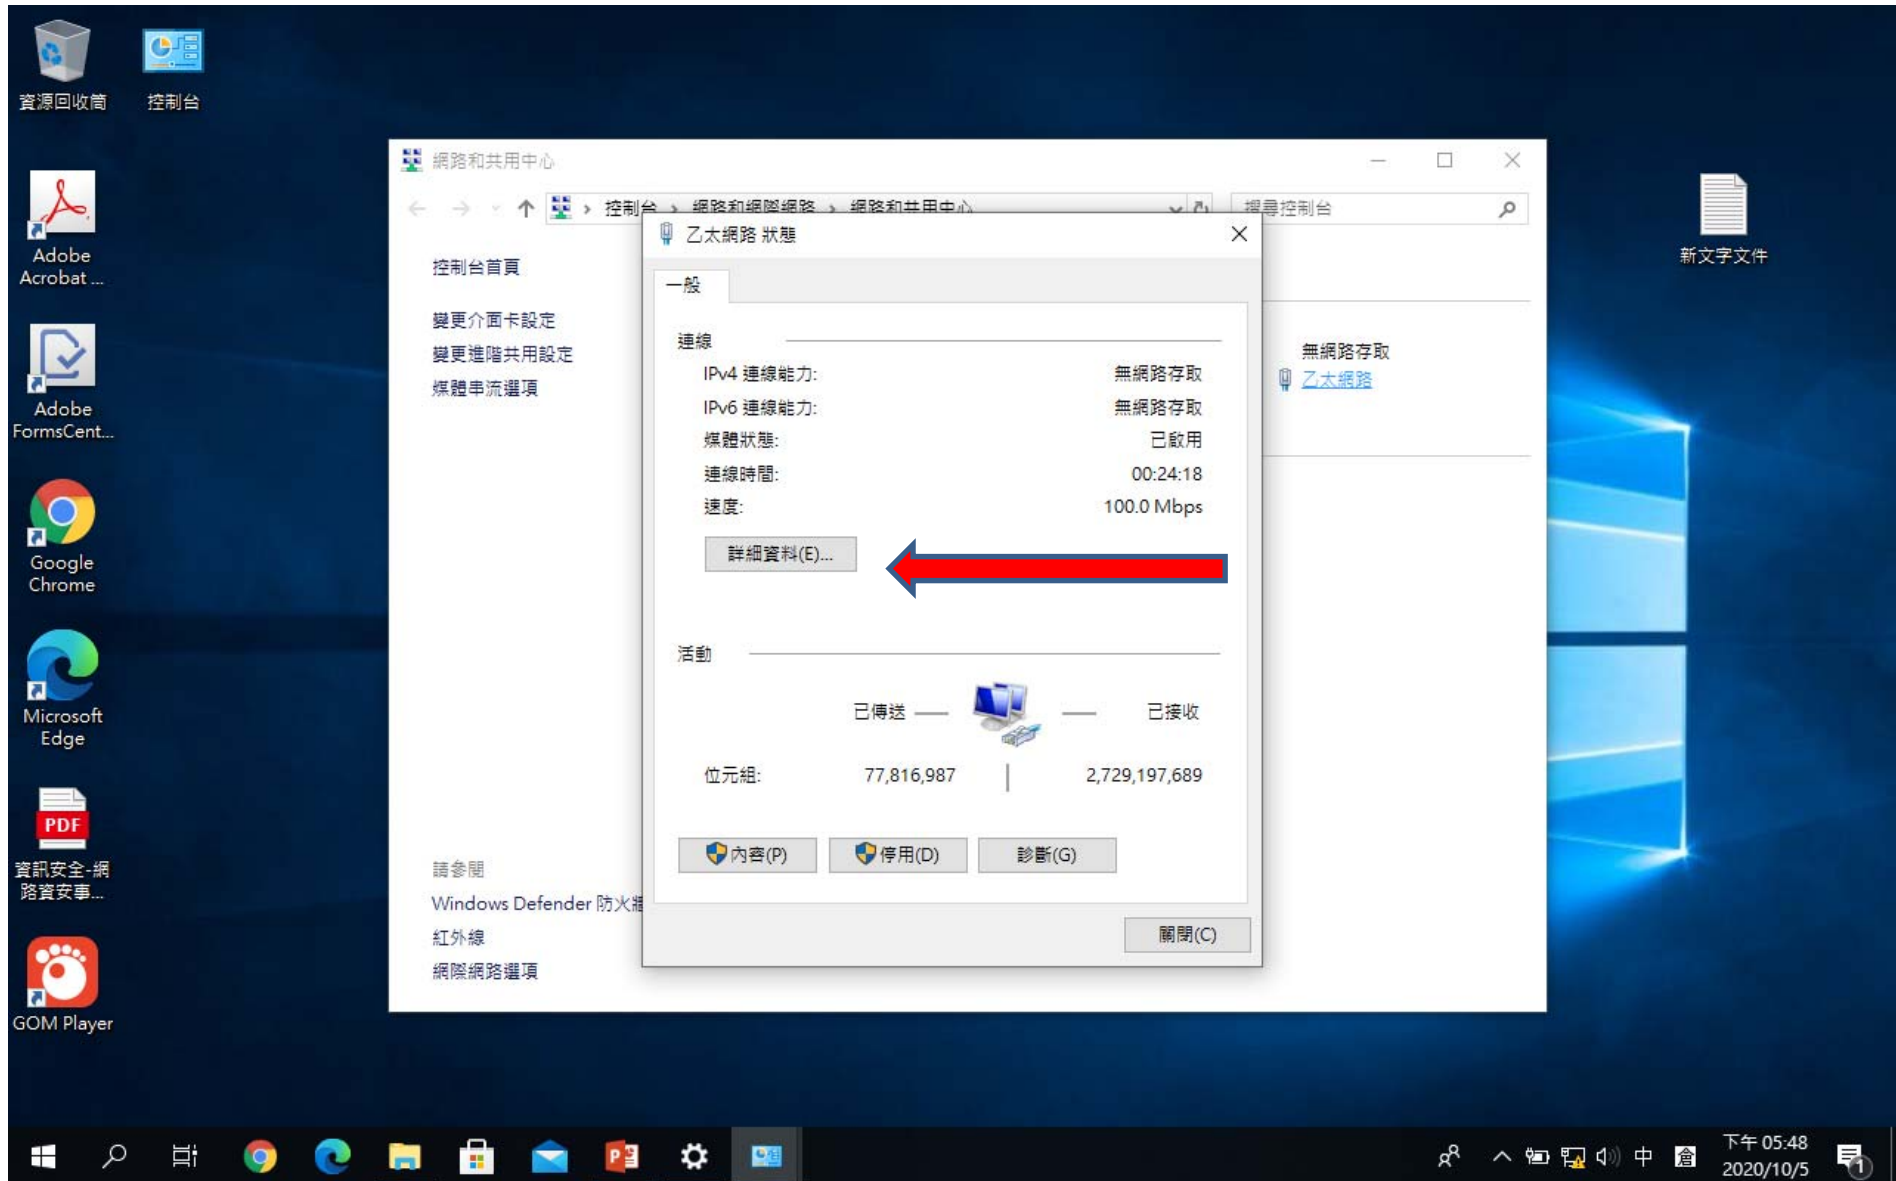 資源回收筒
控制台
Adobe
Acrobat ...
Adobe
FormsCent...
Google
Chrome
Microsoft
Edge
PDF
資訊安全-網
路資安事...
GOM Player
新文字文件
網路和共用中心
控制台 › 網路和網際網路 › 網路和共用中心
搜尋控制台
控制台首頁
變更介面卡設定
變更進階共用設定
媒體串流選項
無網路存取
乙太網路
請參閱
Windows Defender 防火牆
紅外線
網際網路選項
乙太網路 狀態
一般
連線
IPv4 連線能力: 無網路存取
IPv6 連線能力: 無網路存取
媒體狀態: 已啟用
連線時間: 00:24:18
速度: 100.0 Mbps
詳細資料(E)...
活動
已傳送 已接收
位元組: 77,816,987 2,729,197,689
內容(P) 停用(D) 診斷(G)
關閉(C)
中 倉
下午 05:48
2020/10/5
1